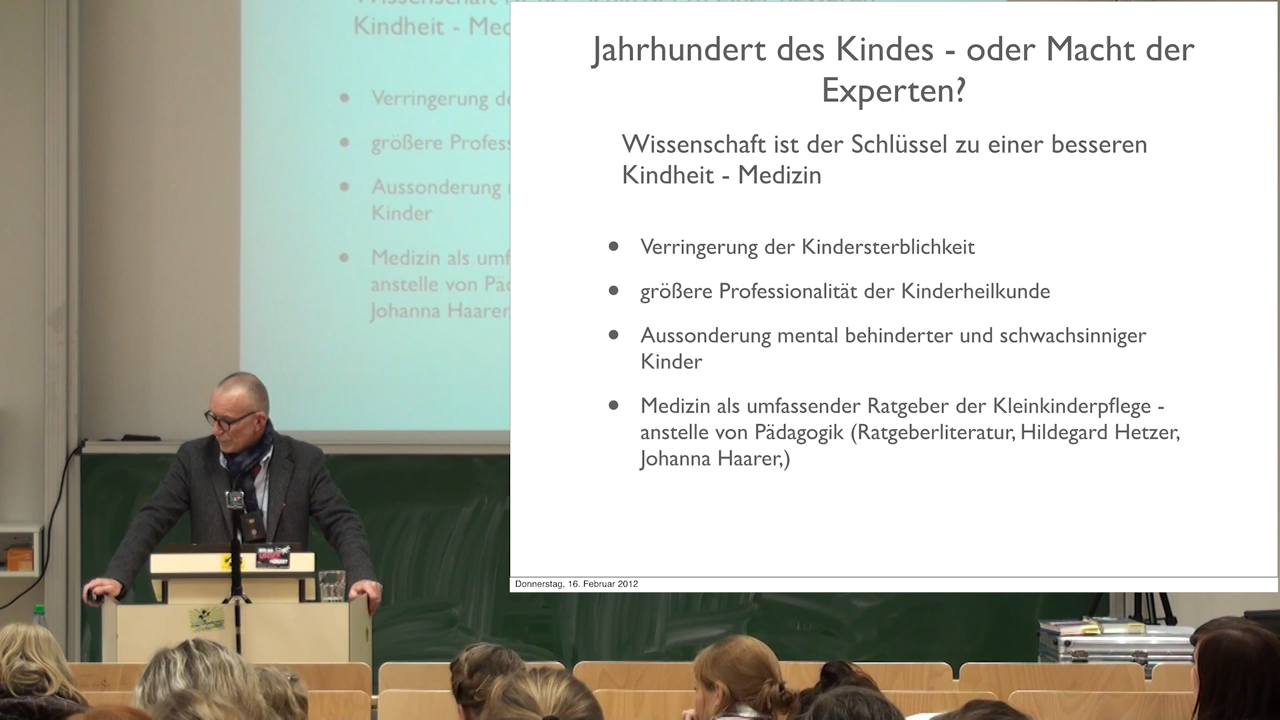 Wissenschaft
Kindheit - Med
Verringerung de
größere Profess
Aussonderung
Kinder
Medizin als umf
anstelle von Päd
Johanna Haarer,
Jahrhundert des Kindes - oder Macht der
Experten?
Wissenschaft ist der Schlüssel zu einer besseren
Kindheit - Medizin
• Verringerung der Kindersterblichkeit
• größere Professionalität der Kinderheilkunde
• Aussonderung mental behinderter und schwachsinniger
Kinder
• Medizin als umfassender Ratgeber der Kleinkinderpflege -
anstelle von Pädagogik (Ratgeberliteratur, Hildegard Hetzer,
Johanna Haarer,)
Donnerstag, 16. Februar 2012